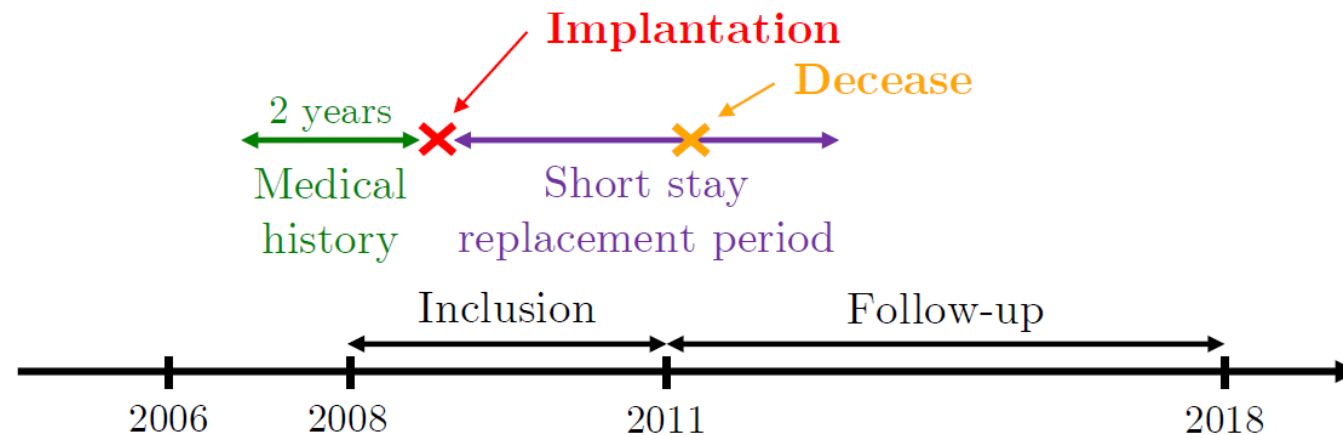 Implantation
Decease
2 years
Medical
history
Short stay
replacement period
Inclusion
Follow-up
2006
2008
2011
2018